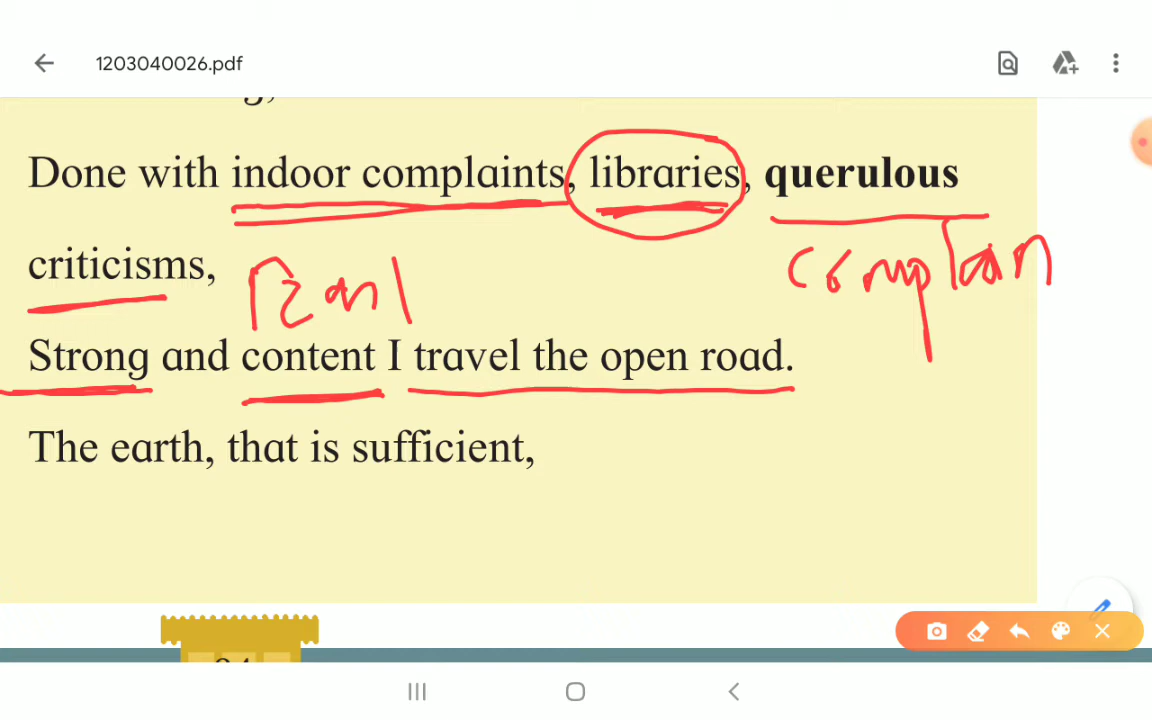 1203040026.pdf
Done with indoor complaints, libraries, querulous
criticisms,
complan
Strong and content I travel the open road.
The earth, that is sufficient,